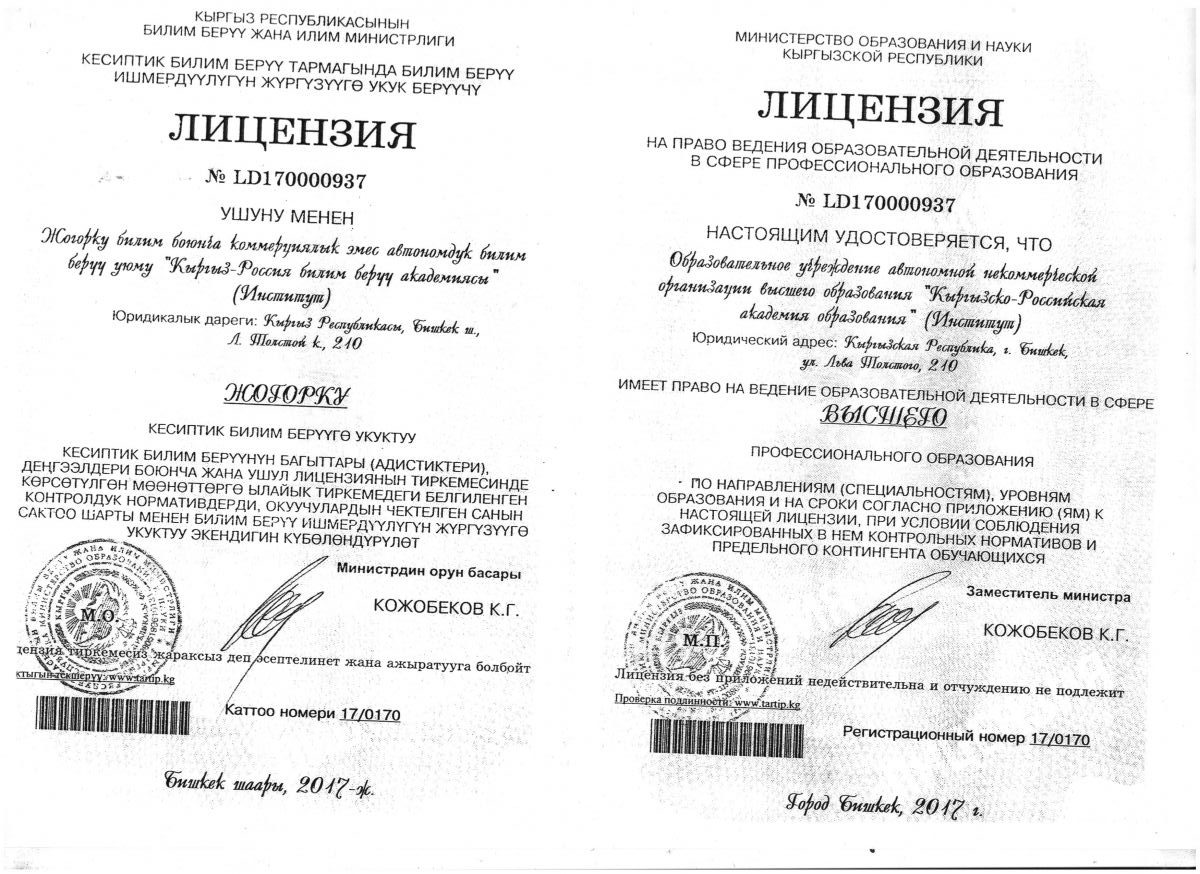 КЫРГЫЗ РЕСПУБЛИКАСЫНЫН
БИЛИМ БЕРҮҮ ЖАНА ИЛИМ МИНИСТРЛИГИ
КЕСИПТИК БИЛИМ БЕРҮҮ ТАРМАГЫНДА БИЛИМ БЕРҮҮ
ИШМЕРДҮҮЛҮГҮН ЖҮРГҮЗҮҮГӨ УКУК БЕРҮҮЧҮ
ЛИЦЕНЗИЯ
№ LD170000937
УШУНУ МЕНЕН
Жогорку билим боюнча коммерциялык эмес автономдук билим
берүү уюму "Кыргыз-Россия билим берүү академиясы"
(Институт)
Юридикалык дареги: Кыргыз Республикасы, Бишкек ш.,
Л. Толстой к., 210
ЖОГОРКУ
КЕСИПТИК БИЛИМ БЕРҮҮГӨ УКУКТУУ
КЕСИПТИК БИЛИМ БЕРҮҮНҮН БАГЫТТАРЫ (АДИСТИКТЕРИ),
ДЕҢГЭЭЛДЕРИ БОЮНЧА ЖАНА УШУЛ ЛИЦЕНЗИЯНЫН ТИРКЕМЕСИНДЕ
КӨРСӨТҮЛГӨН МӨӨНӨТТӨРГӨ ЫЛАЙЫК ТИРКЕМЕДЕГИ БЕЛГИЛЕНГЕН
КОНТРОЛДУК НОРМАТИВДЕРДИ, ОКУУЧУЛАРДЫН ЧЕКТЕЛГЕН САНЫН
САКТОО ШАРТЫ МЕНЕН БИЛИМ БЕРҮҮ ИШМЕРДҮҮЛҮГҮН ЖҮРГҮЗҮҮГӨ
УКУКТУУ ЭКЕНДИГИН КҮБӨЛӨНДҮРҮЛӨТ
Министрдин орун басары
М.О.
КОЖОБЕКОВ К.Г.
цензия тиркемесиз жараксыз деп эсептелинет жана ажыратууга болбойт
ктыгын текшерүү: www.tartip.kg
Каттоо номери 17/0170
Бишкек шаары, 2017-ж.
МИНИСТЕРСТВО ОБРАЗОВАНИЯ И НАУКИ
КЫРГЫЗСКОЙ РЕСПУБЛИКИ
ЛИЦЕНЗИЯ
НА ПРАВО ВЕДЕНИЯ ОБРАЗОВАТЕЛЬНОЙ ДЕЯТЕЛЬНОСТИ
В СФЕРЕ ПРОФЕССИОНАЛЬНОГО ОБРАЗОВАНИЯ
№ LD170000937
НАСТОЯЩИМ УДОСТОВЕРЯЕТСЯ, ЧТО
Образовательное учреждение автономной некоммерческой
организации высшего образования "Кыргызско-Российская
академия образования" (Институт)
Юридический адрес: Кыргызская Республика, г. Бишкек,
ул. Льва Толстого, 210
ИМЕЕТ ПРАВО НА ВЕДЕНИЕ ОБРАЗОВАТЕЛЬНОЙ ДЕЯТЕЛЬНОСТИ В СФЕРЕ
ВЫСШЕГО
ПРОФЕССИОНАЛЬНОГО ОБРАЗОВАНИЯ
ПО НАПРАВЛЕНИЯМ (СПЕЦИАЛЬНОСТЯМ), УРОВНЯМ
ОБРАЗОВАНИЯ И НА СРОКИ СОГЛАСНО ПРИЛОЖЕНИЮ (ЯМ) К
НАСТОЯЩЕЙ ЛИЦЕНЗИИ, ПРИ УСЛОВИИ СОБЛЮДЕНИЯ
ЗАФИКСИРОВАННЫХ В НЕМ КОНТРОЛЬНЫХ НОРМАТИВОВ И
ПРЕДЕЛЬНОГО КОНТИНГЕНТА ОБУЧАЮЩИХСЯ
Заместитель министра
М.П.
КОЖОБЕКОВ К.Г.
Лицензия без приложений недействительна и отчуждению не подлежит
Проверка подлинности: www.tartip.kg
Регистрационный номер 17/0170
Город Бишкек, 2017 г.